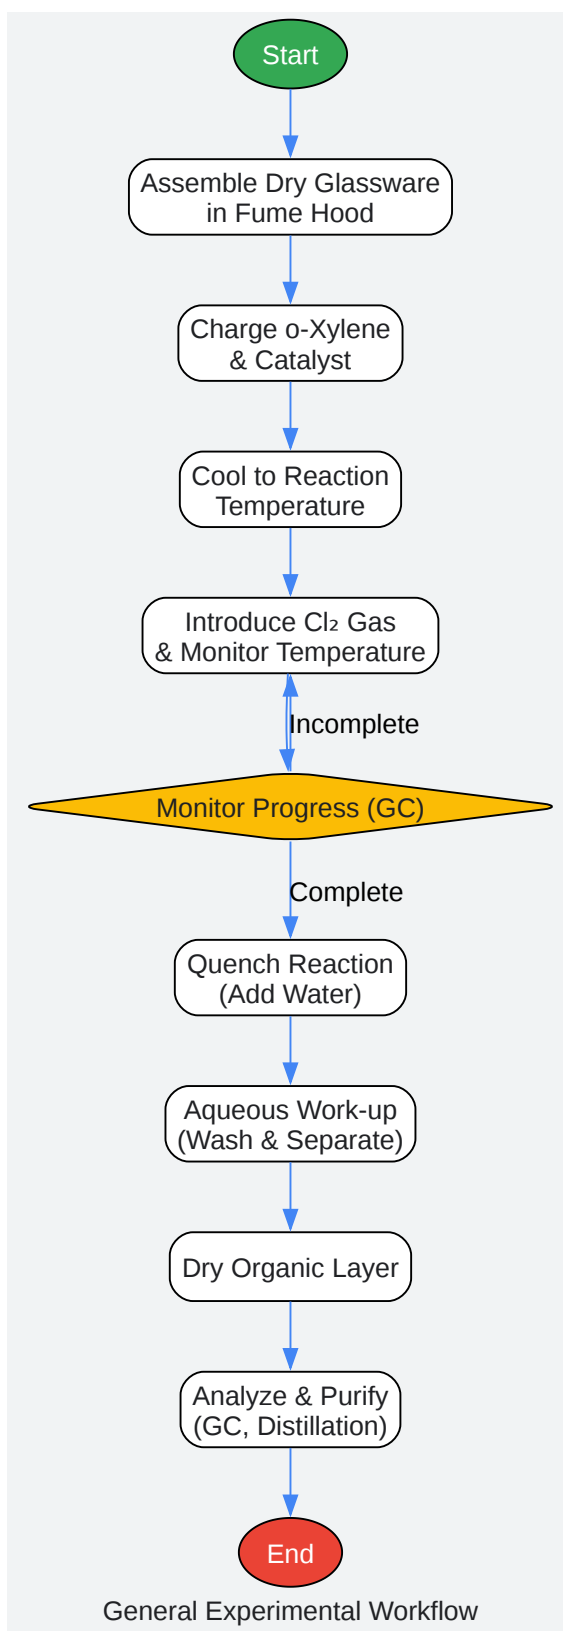 Start
Assemble Dry Glassware
in Fume Hood
Charge o-Xylene
& Catalyst
Cool to Reaction
Temperature
Introduce Cl₂ Gas
& Monitor Temperature
Incomplete
Monitor Progress (GC)
Complete
Quench Reaction
(Add Water)
Aqueous Work-up
(Wash & Separate)
Dry Organic Layer
Analyze & Purify
(GC, Distillation)
End
General Experimental Workflow